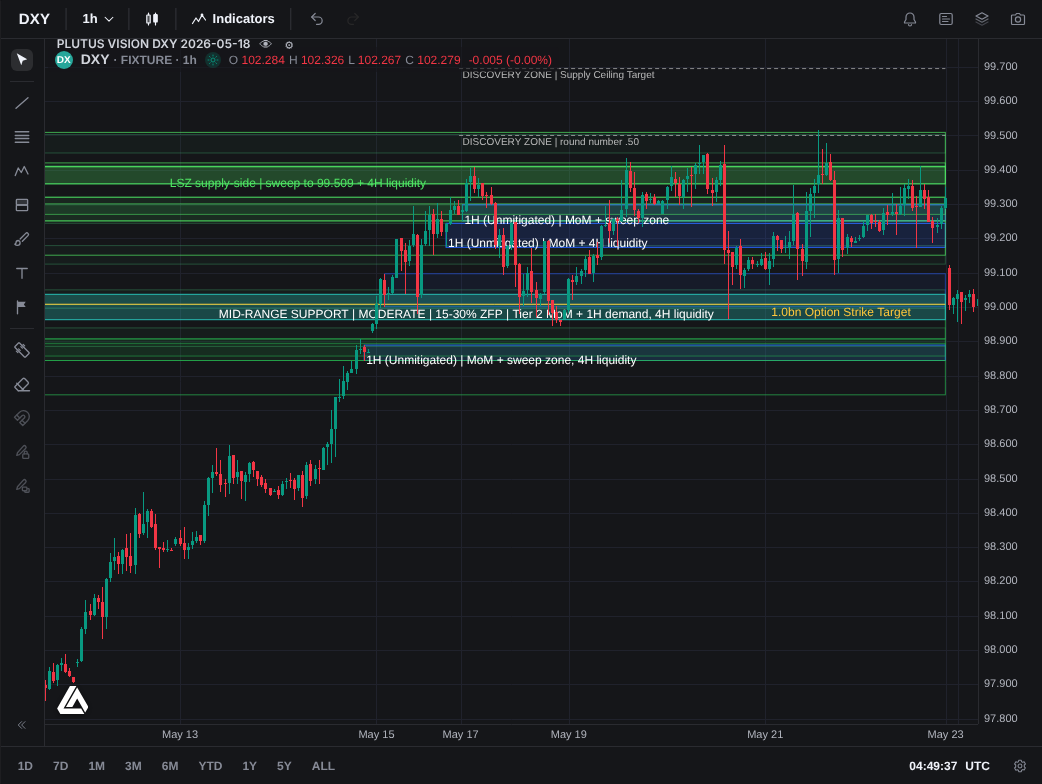 DXY 1h Indicators
PLUTUS VISION DXY 2026-05-18
DX DXY · FIXTURE · 1h O 102.284 H 102.326 L 102.267 C 102.279 -0.005 (-0.00%)
DISCOVERY ZONE | Supply Ceiling Target
DISCOVERY ZONE | round number .50
LSZ supply-side | sweep to 99.509 + 4H liquidity
1H (Unmitigated) | MoM + sweep zone
1H (Unmitigated) | MoM + 4H liquidity
MID-RANGE SUPPORT | MODERATE | 15-30% ZFP | Tier 2 MoM + 1H demand, 4H liquidity
1.0bn Option Strike Target
1H (Unmitigated) | MoM + sweep zone, 4H liquidity
99.700
99.600
99.500
99.400
99.300
99.200
99.100
99.000
98.900
98.800
98.700
98.600
98.500
98.400
98.300
98.200
98.100
98.000
97.900
97.800
May 13 May 15 May 17 May 19 May 21 May 23
1D 7D 1M 3M 6M YTD 1Y 5Y ALL 04:49:37 UTC